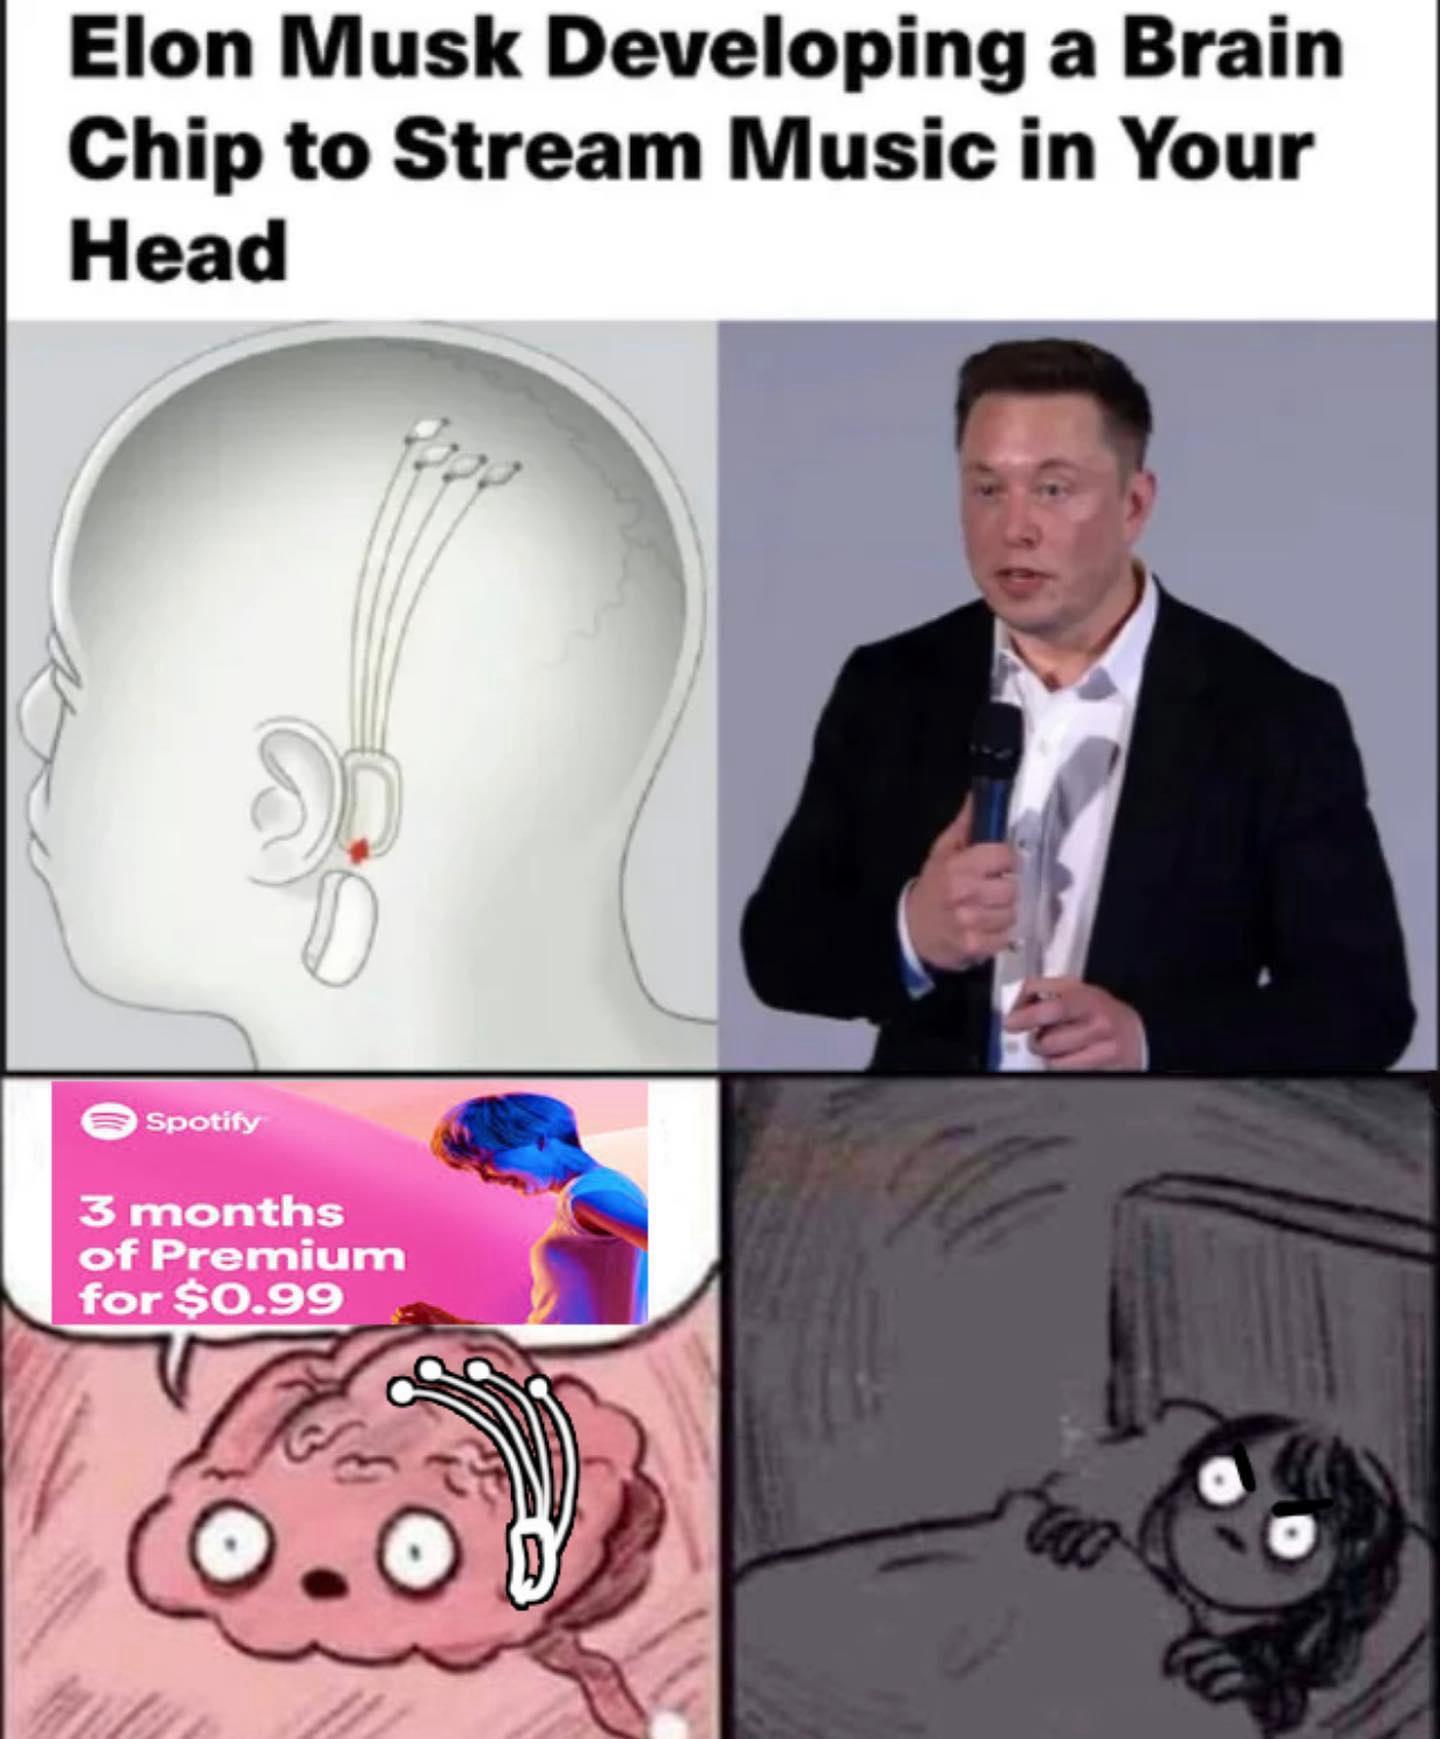 Elon Musk Developing a Brain
Chip to Stream Music in Your
Head
Spotify
3 months
of Premium
for $0.99